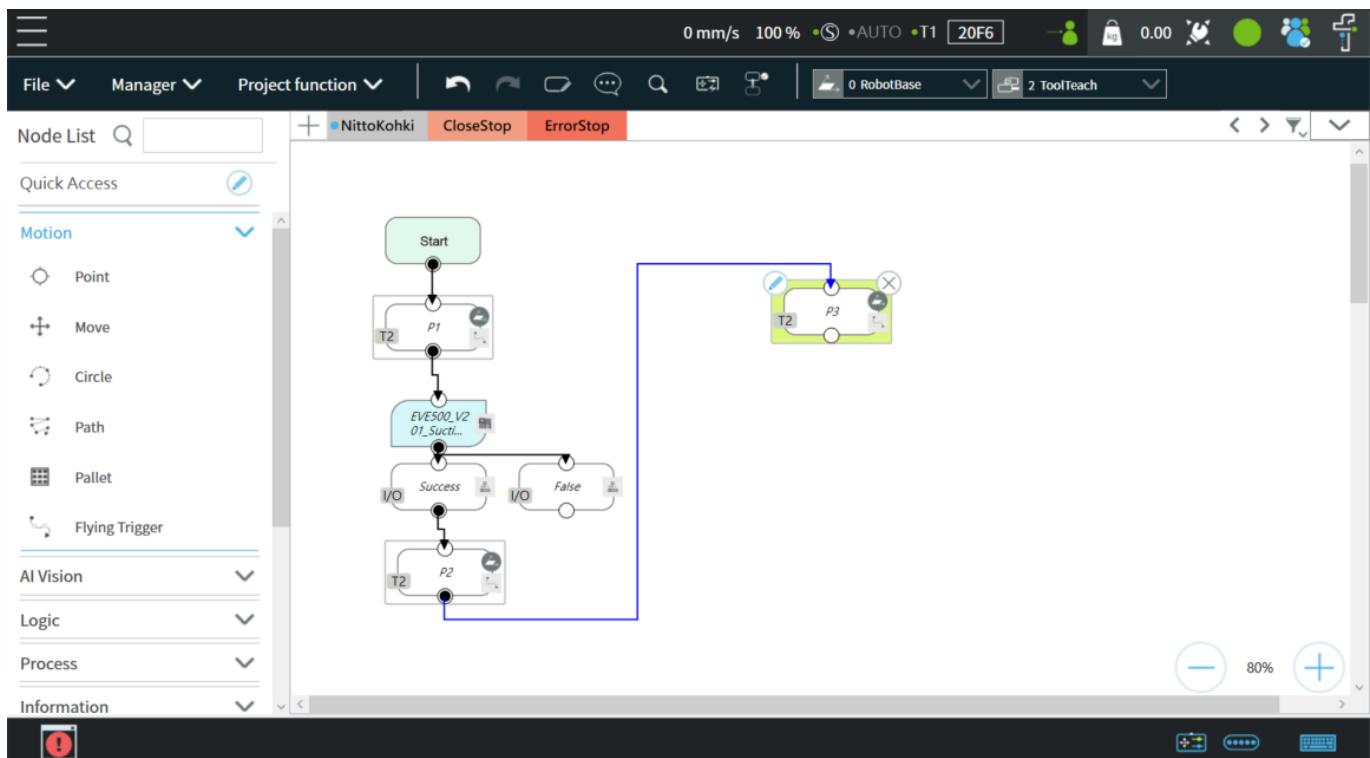 0 mm/s 100 % •Ⓢ •AUTO •T1 20F6 kg 0.00
File Manager Project function 0 RobotBase 2 ToolTeach
Node List
NittoKohki CloseStop ErrorStop
Quick Access
Motion
Point
Move
Circle
Path
Pallet
Flying Trigger
AI Vision
Logic
Process
Information
Start
P1
T2
EVE500_V2
01_Sucti...
Success
I/O
False
I/O
P2
T2
P3
T2
80%